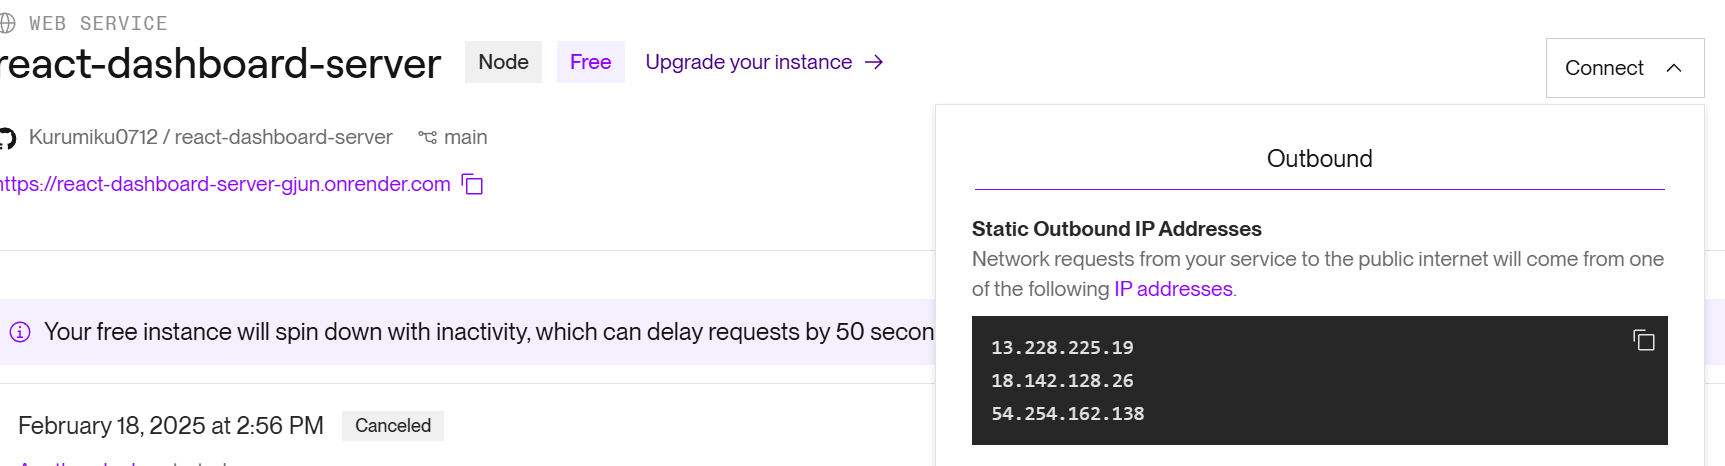 WEB SERVICE
react-dashboard-server Node Free Upgrade your instance
Connect
Kurumiku0712 / react-dashboard-server main
https://react-dashboard-server-gjun.onrender.com
Outbound
Static Outbound IP Addresses
Network requests from your service to the public internet will come from one
of the following IP addresses.
13.228.225.19
18.142.128.26
54.254.162.138
Your free instance will spin down with inactivity, which can delay requests by 50 secon
February 18, 2025 at 2:56 PM Canceled